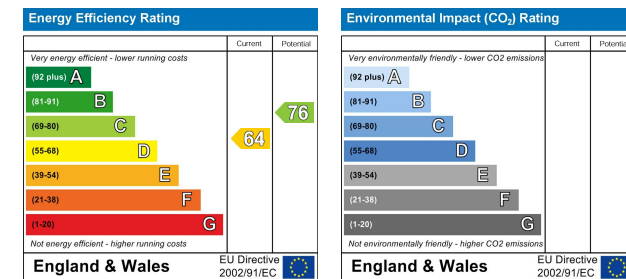 Energy Efficiency Rating
Current Potential
Very energy efficient - lower running costs
(92 plus) A
(81-91) B
(69-80) C
(55-68) D
(39-54) E
(21-38) F
(1-20) G
64
76
Not energy efficient - higher running costs
England & Wales
EU Directive
2002/91/EC
Environmental Impact (CO₂) Rating
Current Potential
Very environmentally friendly - lower CO2 emissions
(92 plus) A
(81-91) B
(69-80) C
(55-68) D
(39-54) E
(21-38) F
(1-20) G
Not environmentally friendly - higher CO2 emissions
England & Wales
EU Directive
2002/91/EC